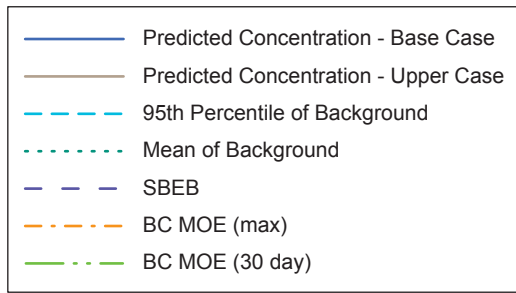 Predicted Concentration - Base Case
Predicted Concentration - Upper Case
95th Percentile of Background
Mean of Background
SBEB
BC MOE (max)
BC MOE (30 day)